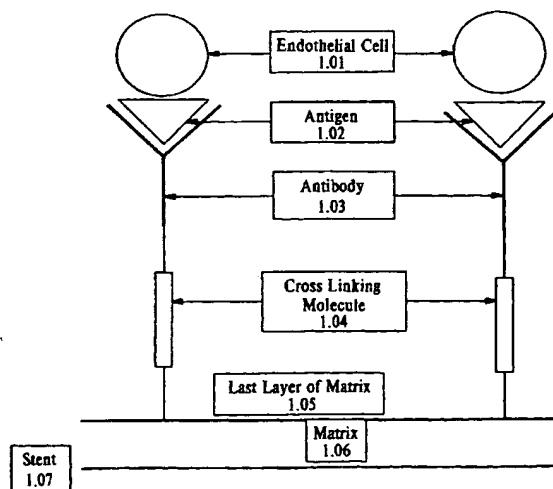 Endothelial Cell
1.01
Antigen
1.02
Antibody
1.03
Cross Linking
Molecule
1.04
Last Layer of Matrix
1.05
Matrix
1.06
Stent
1.07